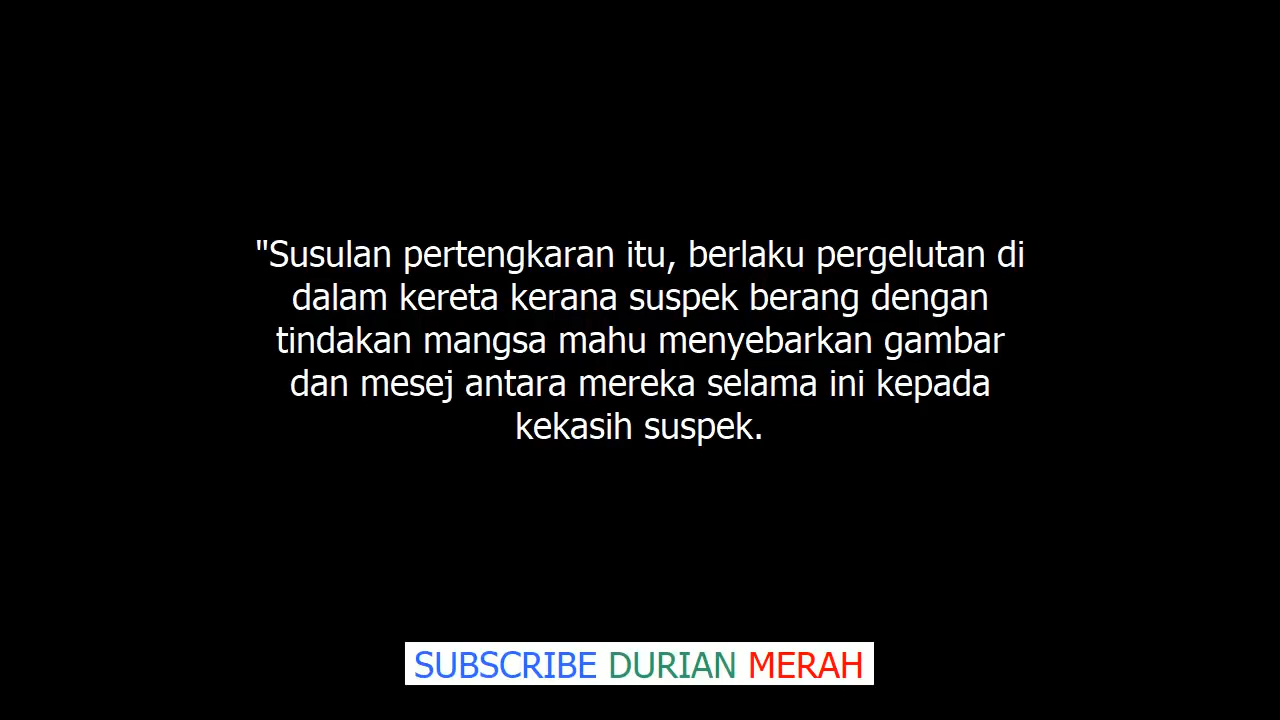 "Susulan pertengkaran itu, berlaku pergelutan di
dalam kereta kerana suspek berang dengan
tindakan mangsa mahu menyebarkan gambar
dan mesej antara mereka selama ini kepada
kekasih suspek.
SUBSCRIBE DURIAN MERAH